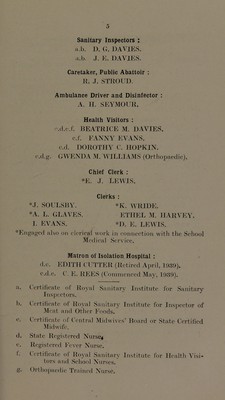 5
Sanitary Inspectors :
a.b. D. G. DAVIES.
a.b. J. E. DAVIES.
Caretaker, Public Abattoir :
R. J. STROUD.
Ambulance Driver and Disinfector :
A. H. SEYMOUR.
Health Visitors :
c.d.e.f. BEATRICE M. DAVIES.
c.f. FANNY EVANS.
c.d. DOROTHY C. HOPKIN.
c.d.g. GWENDA M. WILLIAMS (Orthopaedic),
Chief Clerk :
*E. J. LEWIS.
Clerks :
*J. SOULSBY. *K. WRIDE.
*A. L. GLAVES. ETHEL M. HARVEY.
I. EVANS. *D. E. LEWIS.
*Engaged also on clerical work in connection with the School
Medical Service.
Matron of Isolation Hospital :
d.e. EDITH CUTTER (Retired April, 1939),
c.d.e. C. E. REES (Commenced May, 1939).
a. Certificate of Royal Sanitary Institute for Sanitary
Inspectors.
b. Certificate of Royal Sanitary Institute for Inspector of
Meat and Other Foods.
c. Certificate of Central Midwives' Board or State Certified
Midwife.
d. State Registered Nurse.
e. Registered Fever Nurse.
f. Certificate of Royal Sanitary Institute for Health Visi-
tors and School Nurses.
g. Orthopaedic Trained Nurse.